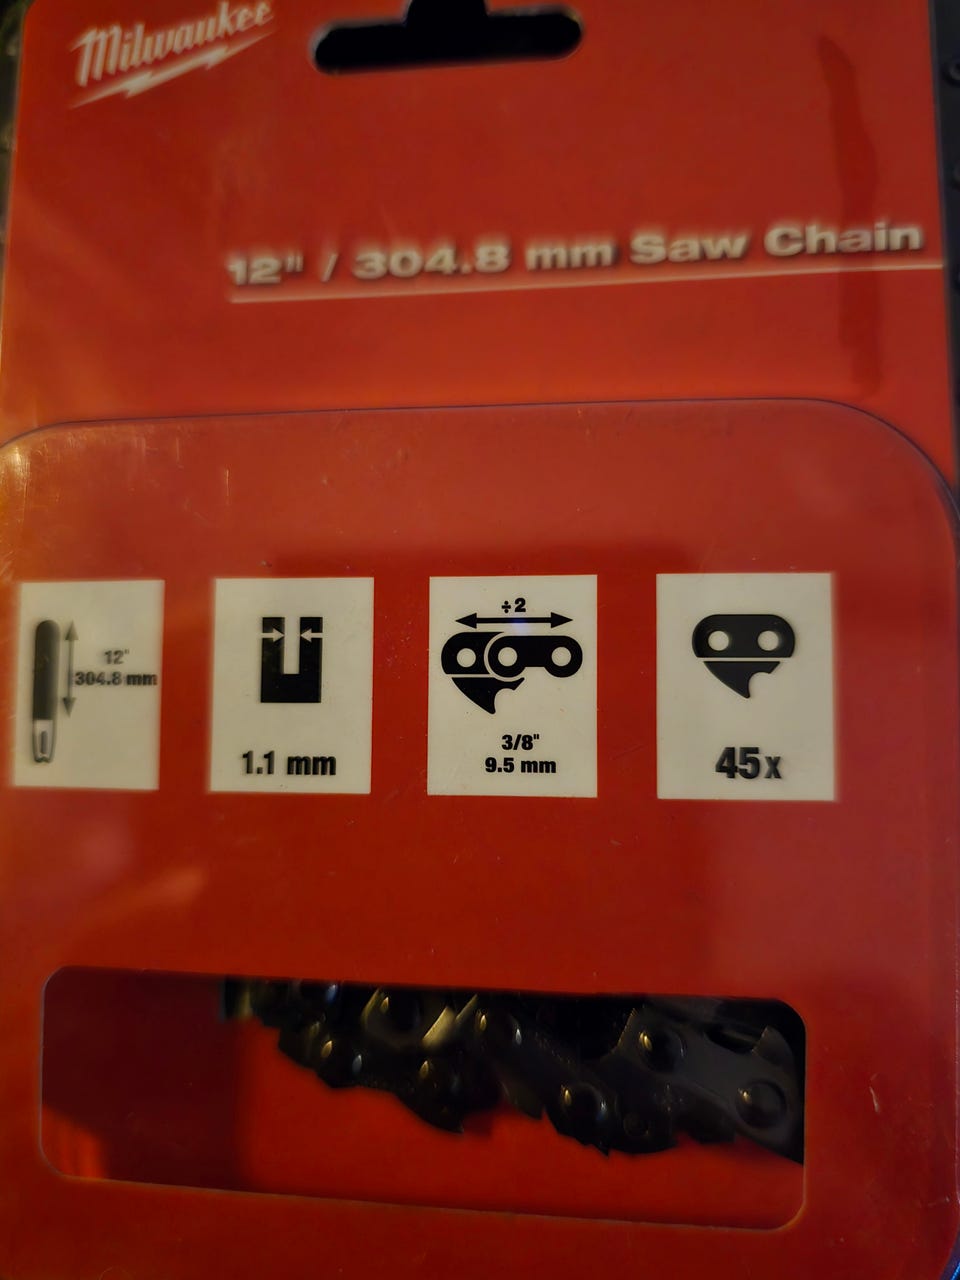 Milwaukee
12" / 304.8 mm Saw Chain
12"
304.8 mm
1.1 mm
÷2
3/8"
9.5 mm
45x